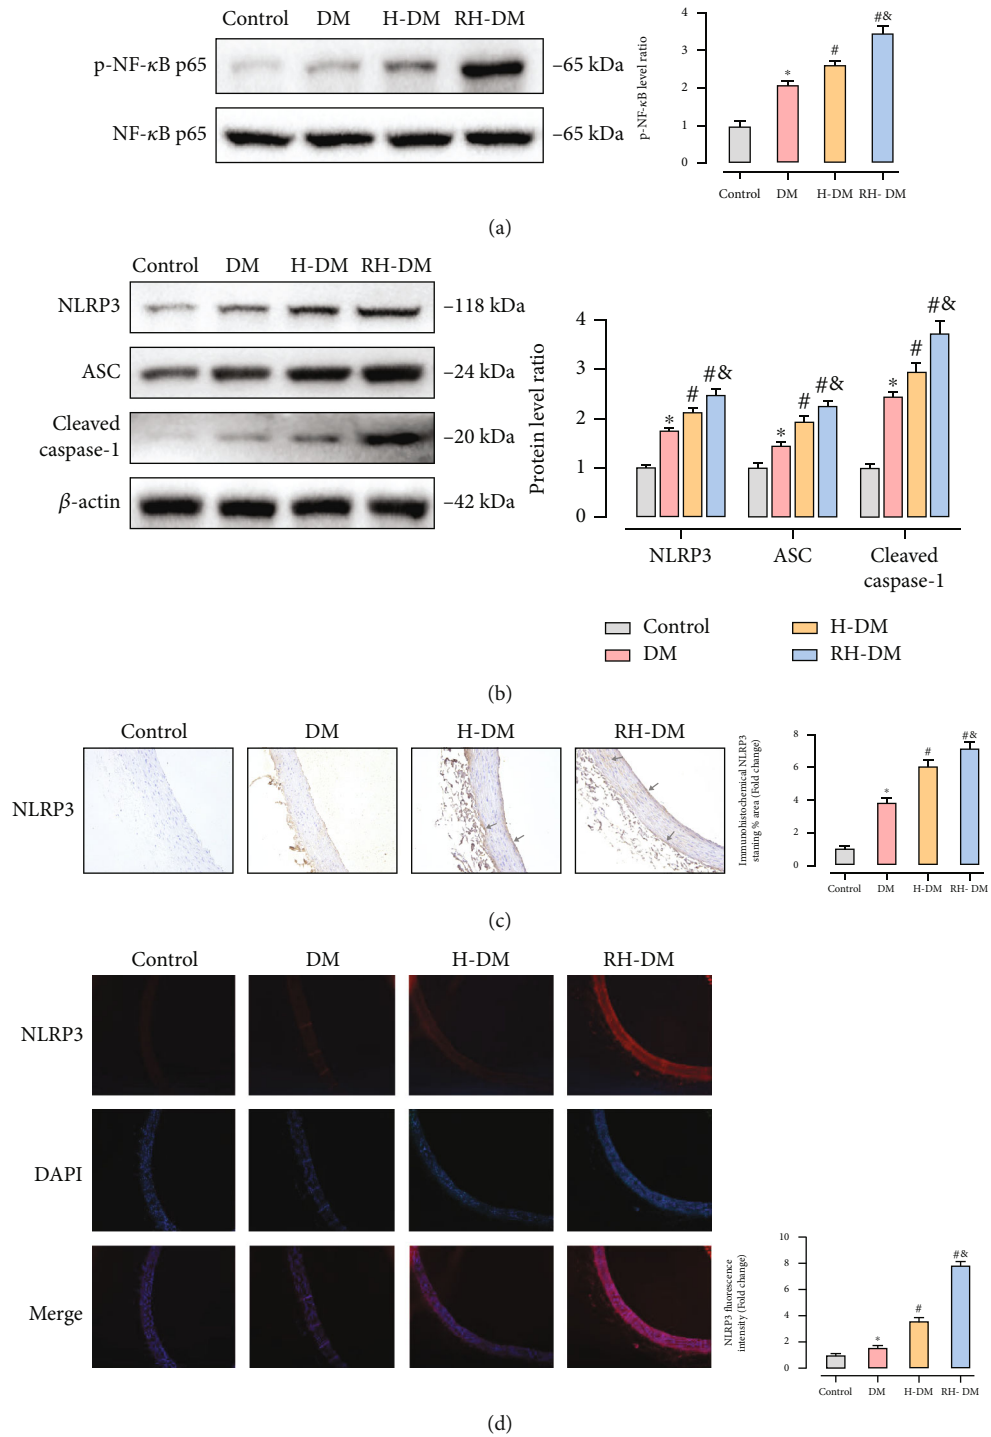 Control DM H-DM RH-DM
p-NF-κB p65 –65 kDa
NF-κB p65 –65 kDa
p-NF-κB level ratio
4
3
2
1
0
* # #&
Control DM H-DM RH- DM
(a)
Control DM H-DM RH-DM
NLRP3 –118 kDa
ASC –24 kDa
Cleaved
caspase-1 –20 kDa
β-actin –42 kDa
Protein level ratio
4
3
2
1
0
* # #& * # #& * # #&
NLRP3 ASC Cleaved
caspase-1
Control H-DM
DM RH-DM
(b)
Control DM H-DM RH-DM
NLRP3
Immunohistochemical NLRP3
staning % area (Fold change)
8
6
4
2
0
* # #&
Control DM H-DM RH- DM
(c)
Control DM H-DM RH-DM
NLRP3
DAPI
Merge
NLRP3 fluorescence
intensity (Fold change)
10
8
6
4
2
0
* # #&
Control DM H-DM RH- DM
(d)